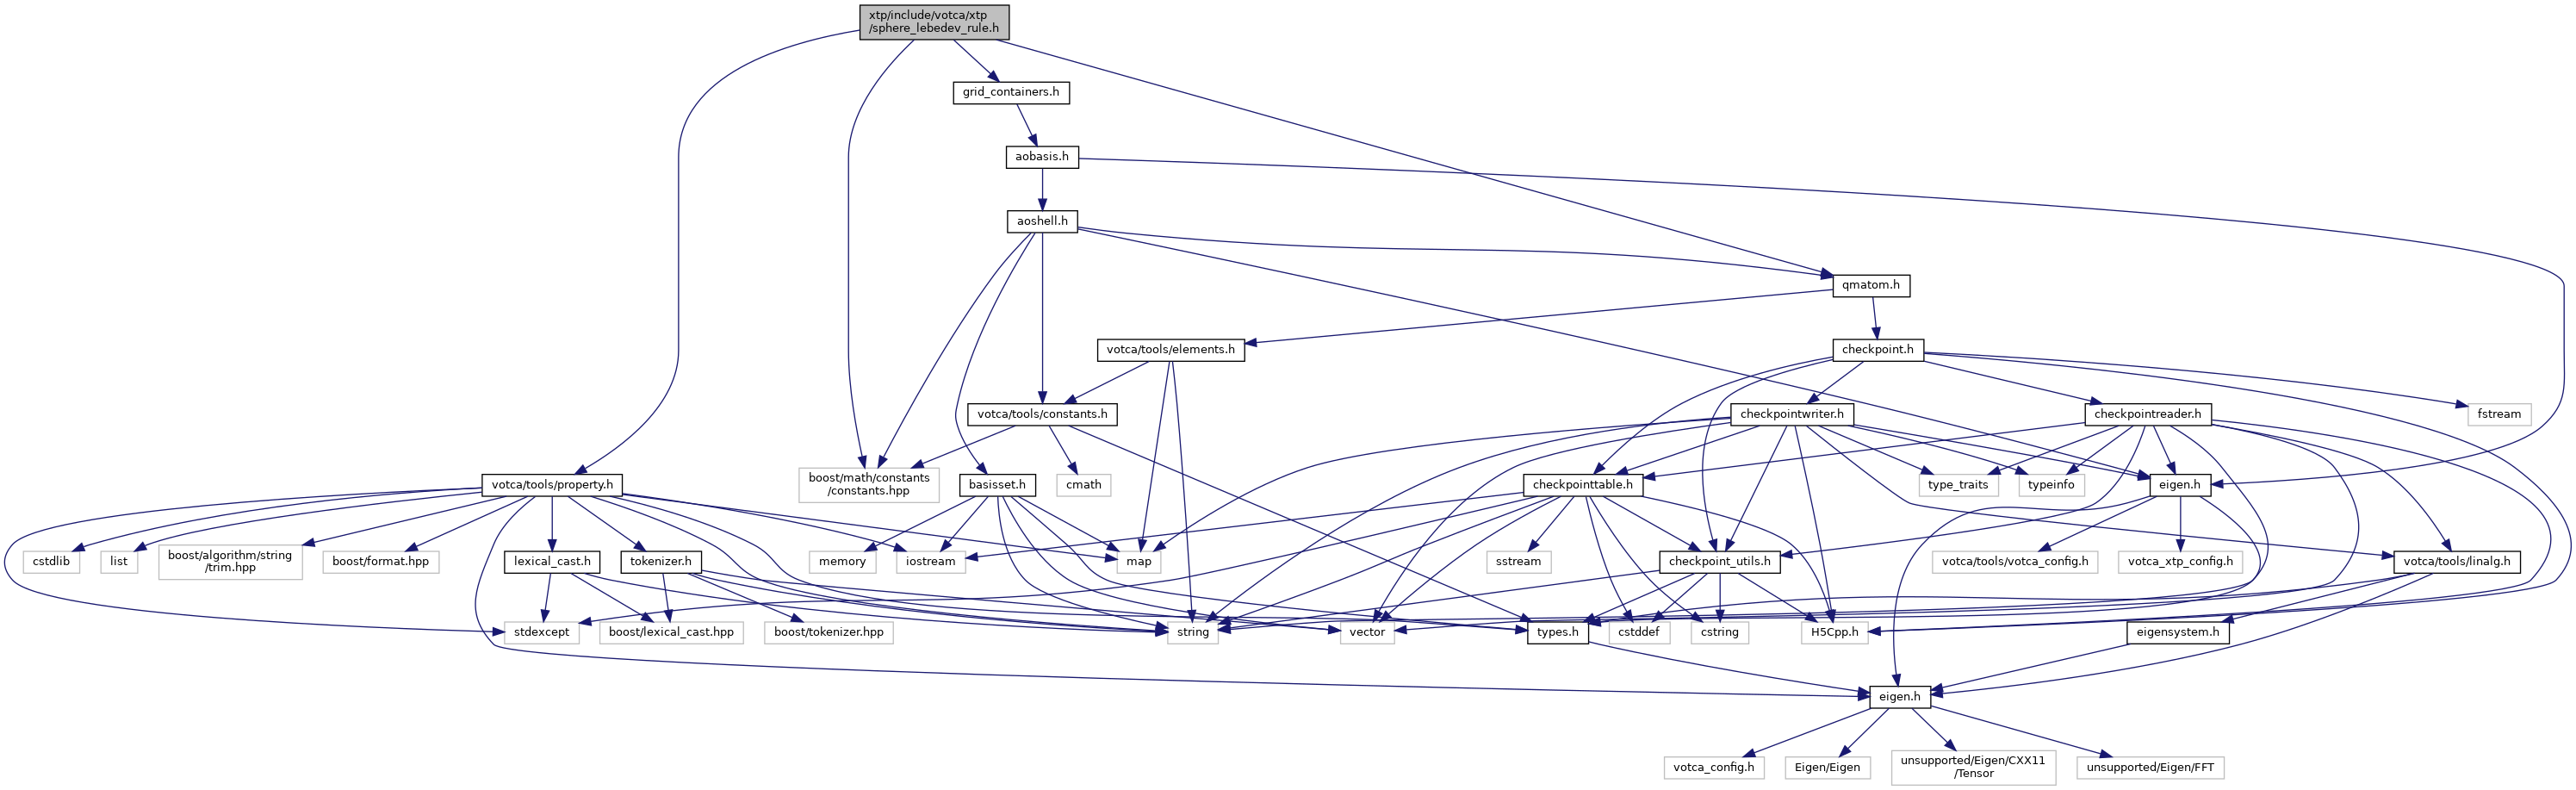 xtp/include/votca/xtp
/sphere_lebedev_rule.h
grid_containers.h
aobasis.h
aoshell.h
qmatom.h
votca/tools/elements.h
checkpoint.h
votca/tools/constants.h
checkpointwriter.h
checkpointreader.h
fstream
votca/tools/property.h
boost/math/constants
/constants.hpp
cmath
basisset.h
checkpointtable.h
type_traits
typeinfo
eigen.h
cstdlib
list
boost/algorithm/string
/trim.hpp
boost/format.hpp
lexical_cast.h
tokenizer.h
memory
iostream
map
sstream
checkpoint_utils.h
votca/tools/votca_config.h
votca_xtp_config.h
votca/tools/linalg.h
stdexcept
boost/lexical_cast.hpp
boost/tokenizer.hpp
string
vector
types.h
cstddef
cstring
H5Cpp.h
eigensystem.h
eigen.h
votca_config.h
Eigen/Eigen
unsupported/Eigen/CXX11
/Tensor
unsupported/Eigen/FFT